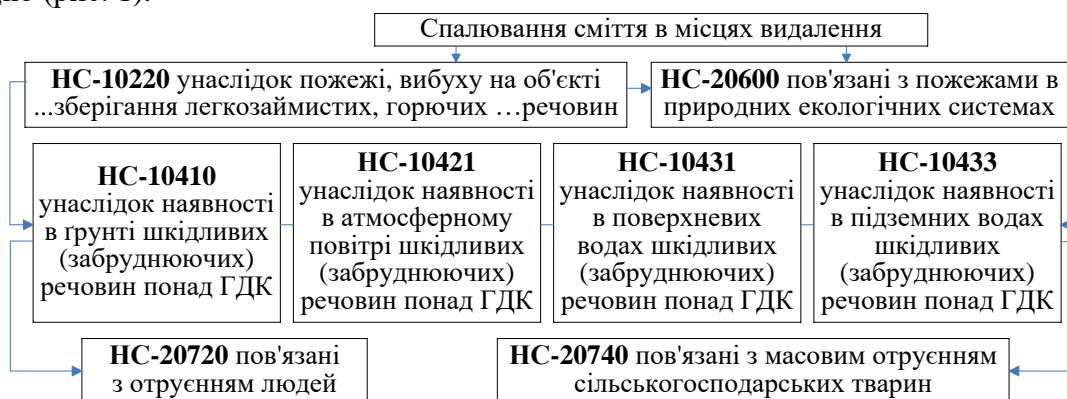 Спалювання сміття в місцях видалення
НС-10220 унаслідок пожежі, вибуху на об'єкті
...зберігання легкозаймистих, горючих …речовин
НС-20600 пов'язані з пожежами в
природних екологічних системах
НС-10410
унаслідок наявності
в ґрунті шкідливих
(забруднюючих)
речовин понад ГДК
НС-10421
унаслідок наявності
в атмосферному
повітрі шкідливих
(забруднюючих)
речовин понад ГДК
НС-10431
унаслідок наявності
в поверхневих
водах шкідливих
(забруднюючих)
речовин понад ГДК
НС-10433
унаслідок наявності
в підземних водах
шкідливих
(забруднюючих)
речовин понад ГДК
НС-20720 пов'язані
з отруєнням людей
НС-20740 пов'язані з масовим отруєнням
сільськогосподарських тварин